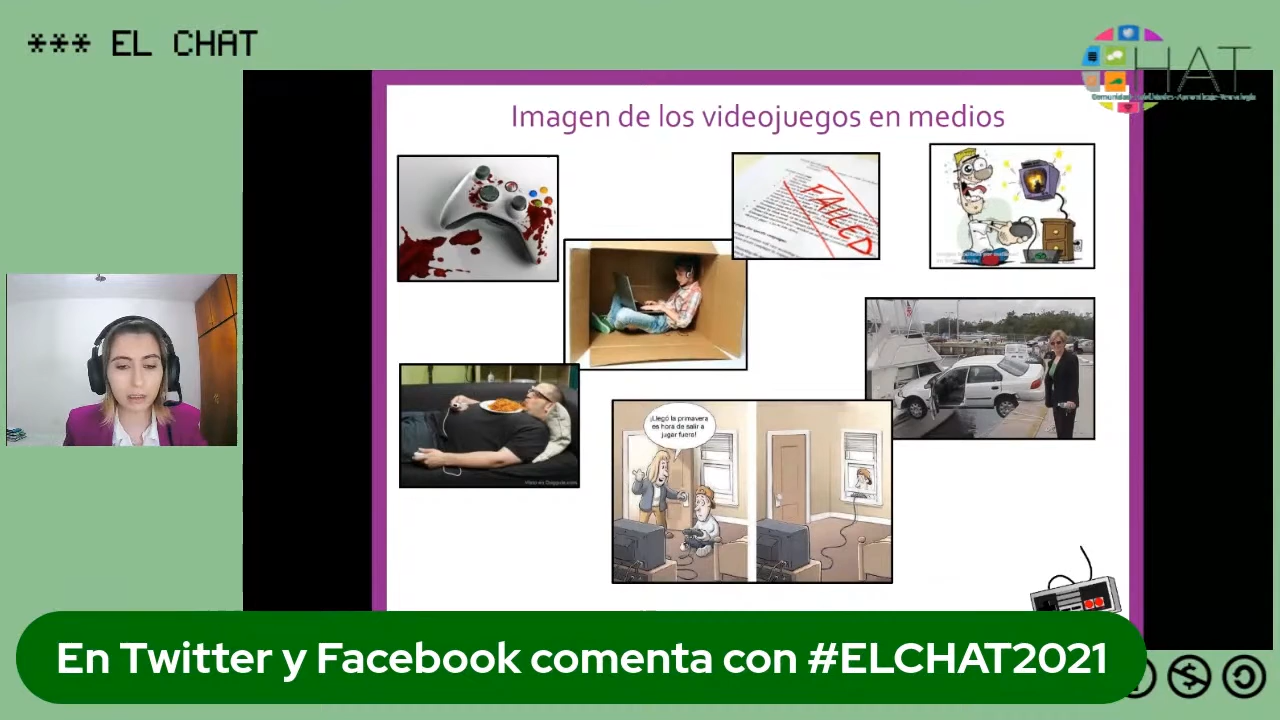 *** EL CHAT
HAT
Imagen de los videojuegos en medios
FAILED
¡Llegó la primavera
es hora de salir a
jugar fuera!
En Twitter y Facebook comenta con #ELCHAT2021